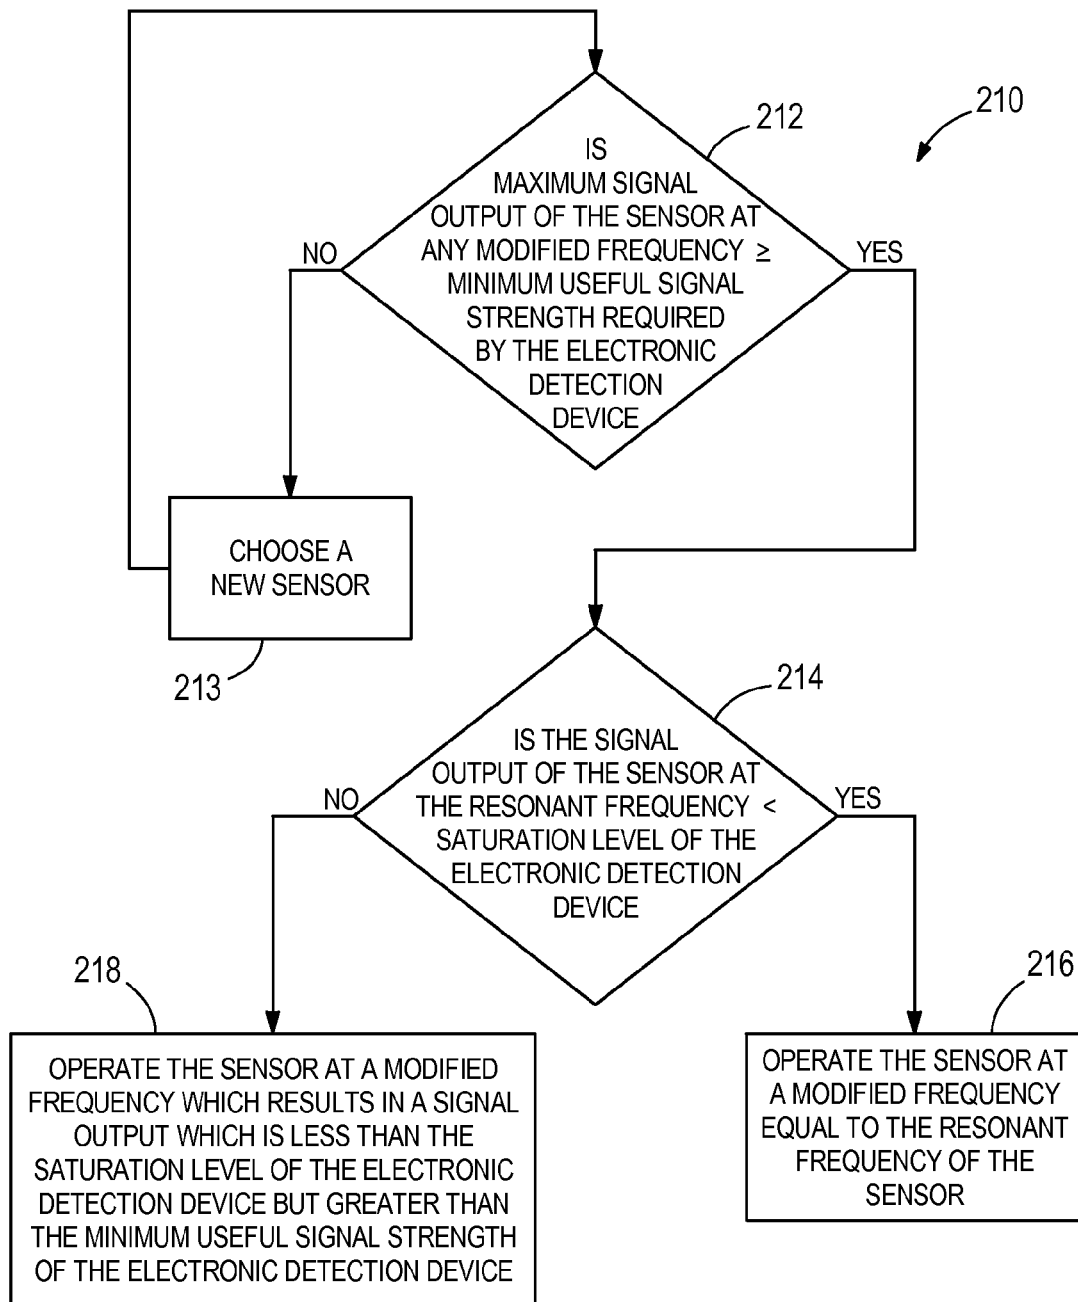 210
212
IS
MAXIMUM SIGNAL
OUTPUT OF THE SENSOR AT
ANY MODIFIED FREQUENCY ≥
MINIMUM USEFUL SIGNAL
STRENGTH REQUIRED
BY THE ELECTRONIC
DETECTION
DEVICE
NO
YES
CHOOSE A
NEW SENSOR
213
214
IS THE SIGNAL
OUTPUT OF THE SENSOR AT
THE RESONANT FREQUENCY <
SATURATION LEVEL OF THE
ELECTRONIC DETECTION
DEVICE
NO
YES
218
OPERATE THE SENSOR AT A MODIFIED
FREQUENCY WHICH RESULTS IN A SIGNAL
OUTPUT WHICH IS LESS THAN THE
SATURATION LEVEL OF THE ELECTRONIC
DETECTION DEVICE BUT GREATER THAN
THE MINIMUM USEFUL SIGNAL STRENGTH
OF THE ELECTRONIC DETECTION DEVICE
216
OPERATE THE SENSOR AT
A MODIFIED FREQUENCY
EQUAL TO THE RESONANT
FREQUENCY OF THE
SENSOR